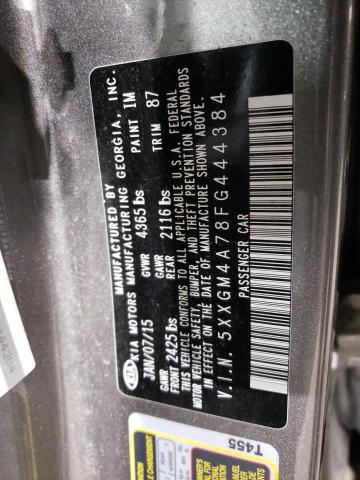 MANUFACTURED BY
KIA MOTORS MANUFACTURING GEORGIA, INC.
JAN/07/15 GVWR 4365 lbs PAINT IM
GAWR FRONT 2425 lbs GAWR REAR 2116 lbs TRIM 87
THIS VEHICLE CONFORMS TO ALL APPLICABLE U.S.A. FEDERAL
MOTOR VEHICLE SAFETY, BUMPER, AND THEFT PREVENTION STANDARDS
IN EFFECT ON THE DATE OF MANUFACTURE SHOWN ABOVE.
V.I.N. 5XXGM4A78FG444384
PASSENGER CAR
KIA
T455